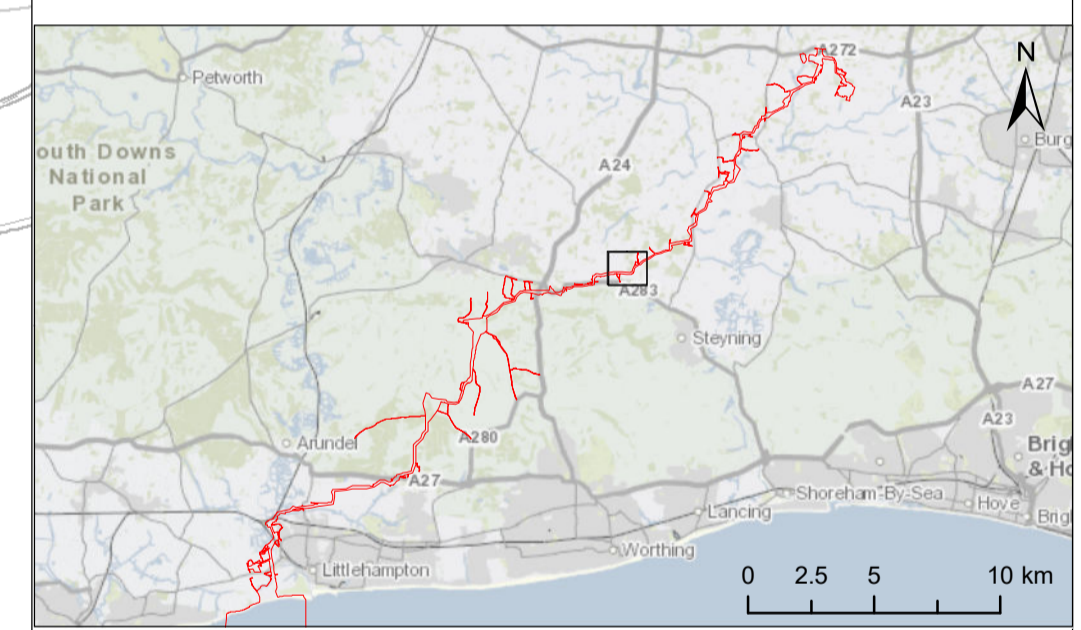 A272
N
Petworth
A23
Burg
A24
outh Downs
National
Park
A283
Steyning
A27
A23
Arundel
A280
Brig
& Ho
A27
Shoreham-By-Sea
Hove
Brig
Lancing
Worthing
Littlehampton
0 2.5 5 10 km